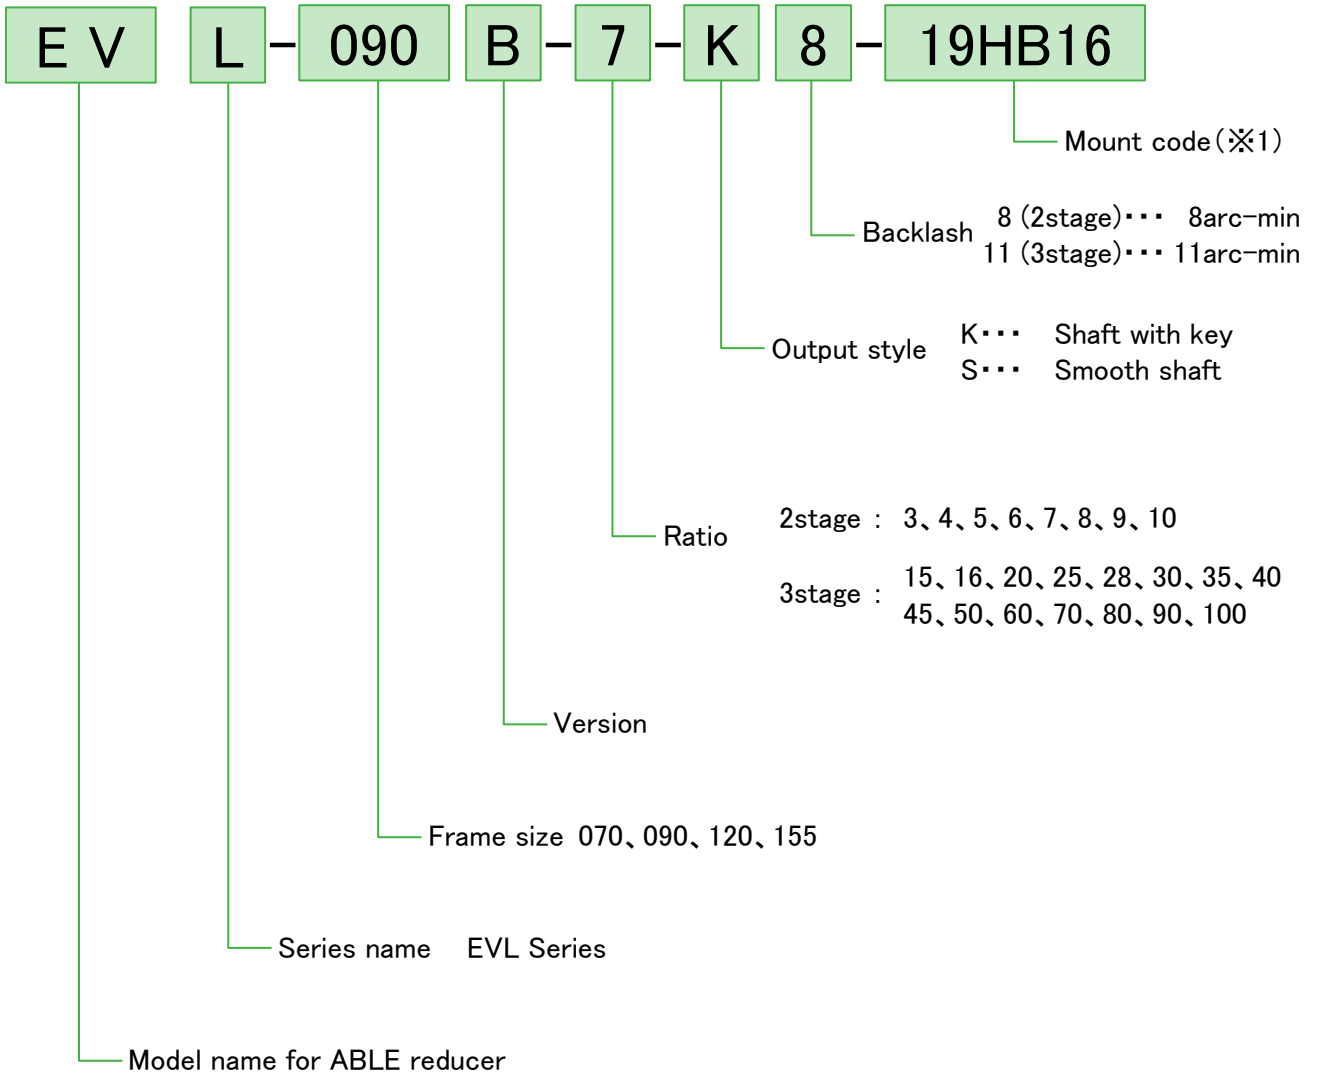 EV L-090 B-7-K 8-19HB16
Mount code(※1)
Backlash
8 (2stage)・・・ 8arc-min
11 (3stage)・・・ 11arc-min
Output style
K・・・ Shaft with key
S・・・ Smooth shaft
Ratio
2stage : 3、4、5、6、7、8、9、10
3stage :
15、16、20、25、28、30、35、40
45、50、60、70、80、90、100
Version
Frame size 070、090、120、155
Series name EVL Series
Model name for ABLE reducer